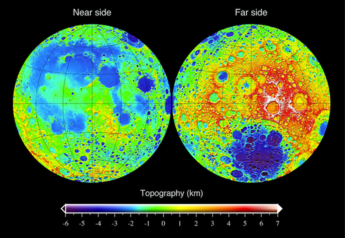 Near side Far side
Topography (km)
-6 -5 -4 -3 -2 -1 0 1 2 3 4 5 6 7